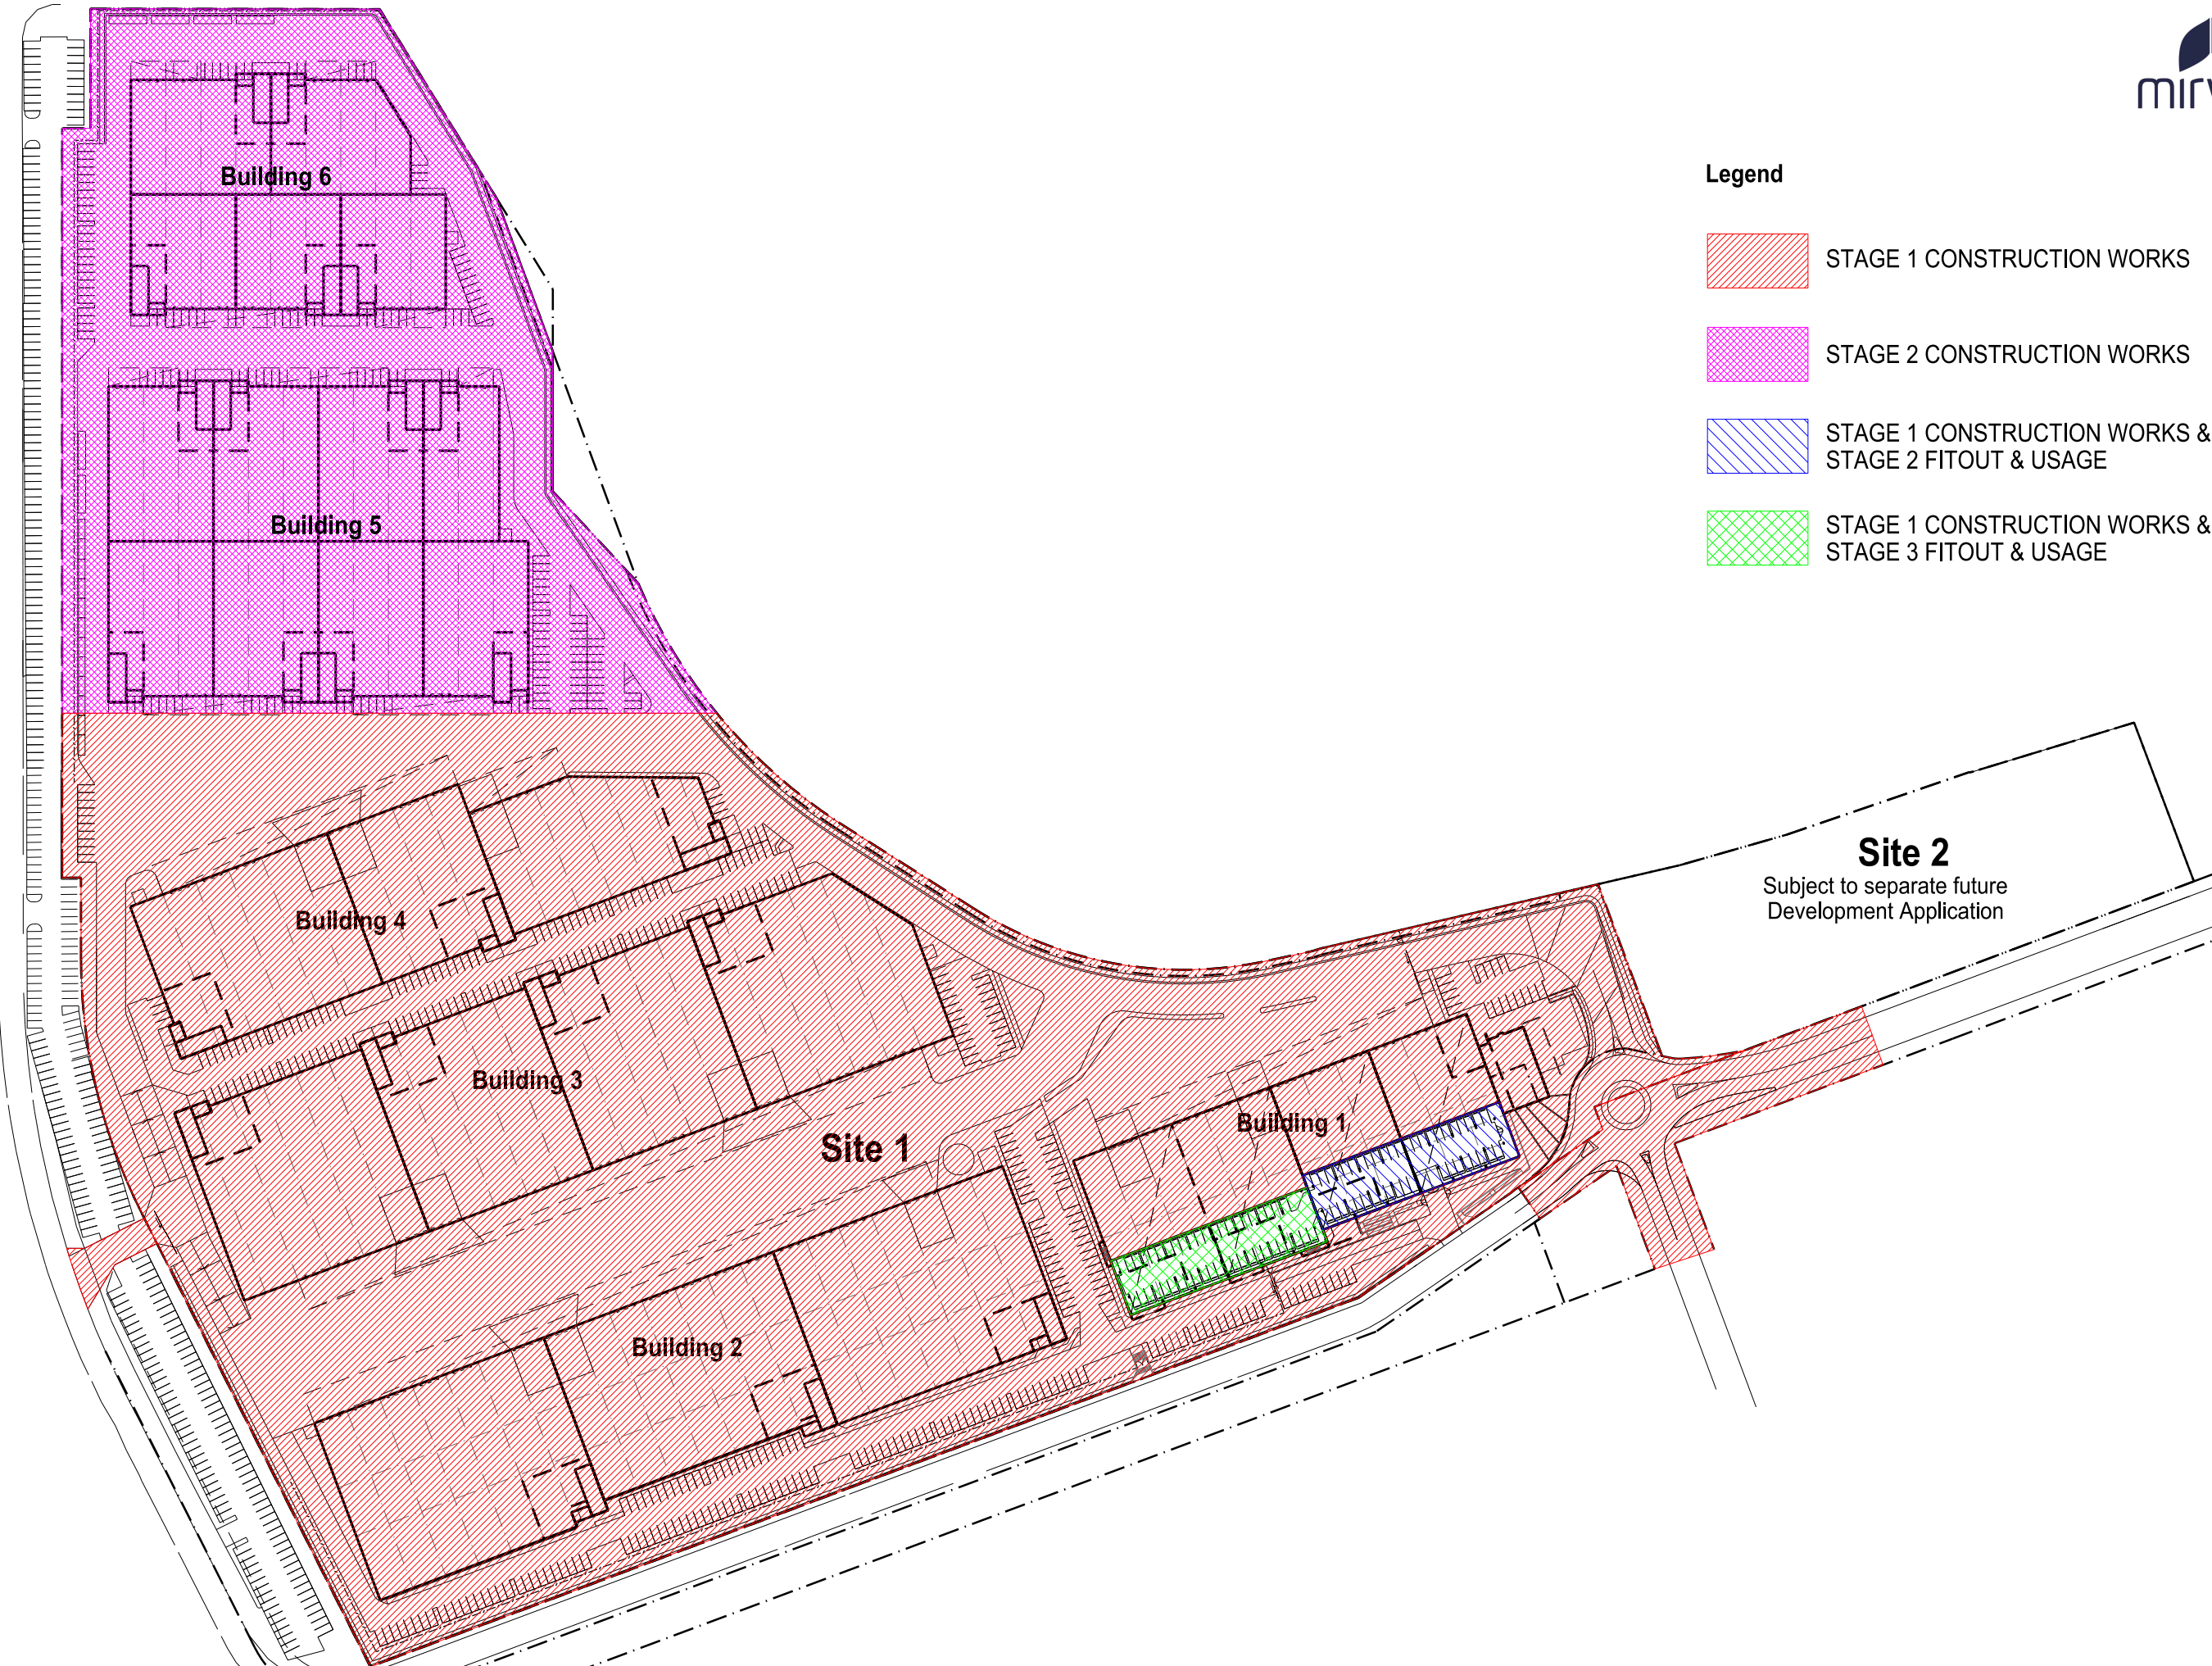 Legend
STAGE 1 CONSTRUCTION WORKS
STAGE 2 CONSTRUCTION WORKS
STAGE 1 CONSTRUCTION WORKS &
STAGE 2 FITOUT & USAGE
STAGE 1 CONSTRUCTION WORKS &
STAGE 3 FITOUT & USAGE
Building 6
Building 5
Building 4
Building 3
Building 1
Site 1
Building 2
Site 2
Subject to separate future
Development Application